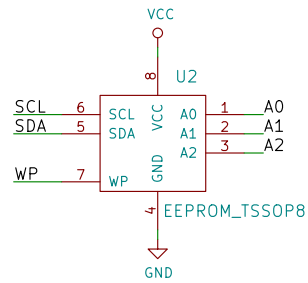 VCC
8
U2
SCL 6 SCL VCC A0 1 A0
SDA 5 SDA A1 2 A1
A2 3 A2
WP 7 WP GND
4 EEPROM_TSSOP8
GND